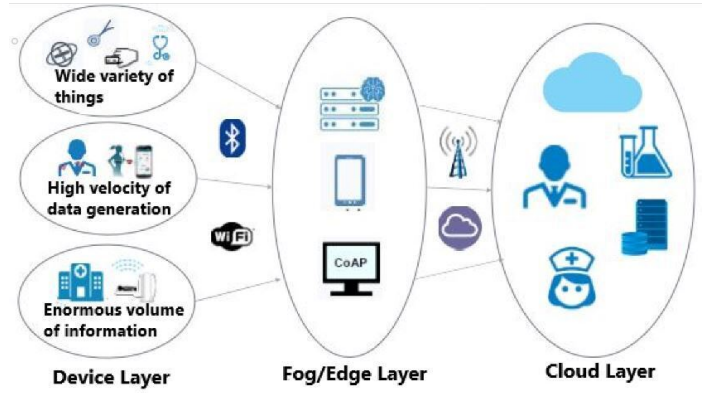 Wide variety of
things
High velocity of
data generation
WiFi
CoAP
Enormous volume
of information
Device Layer
Fog/Edge Layer
Cloud Layer